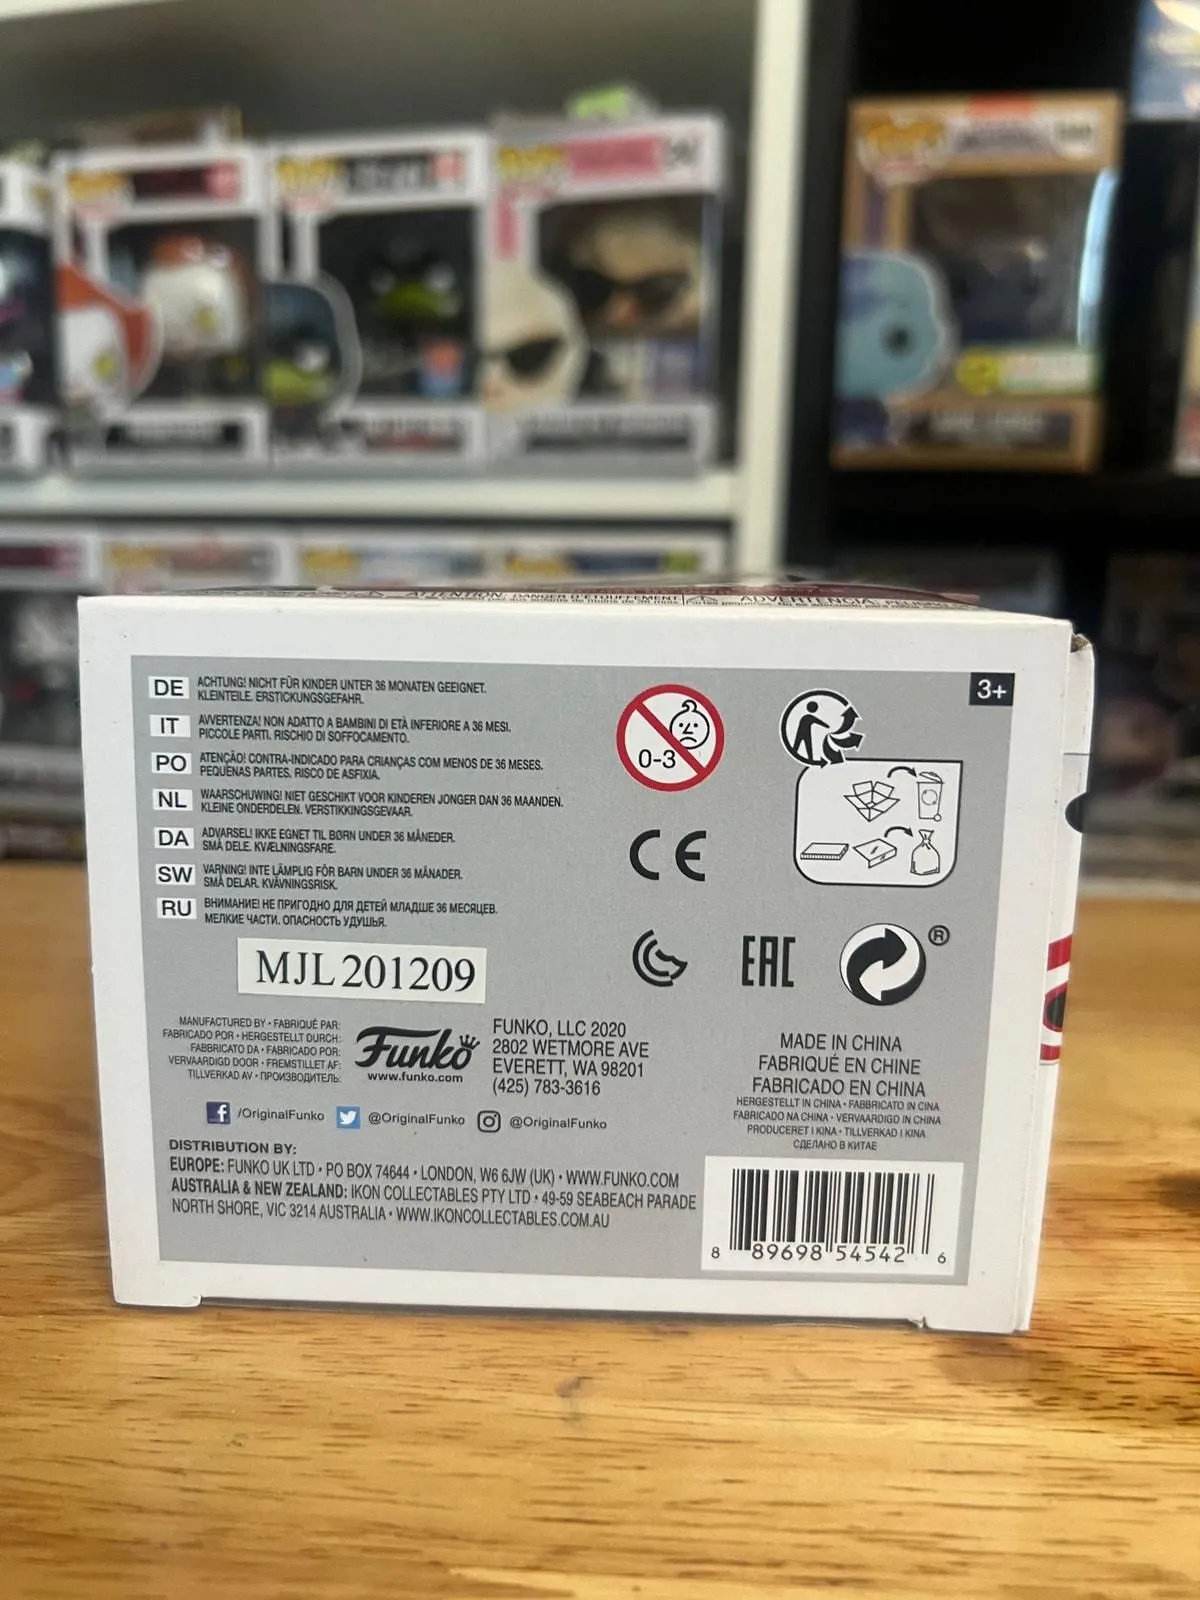 ATTENTION: DANGER D'ÉTOUFFEMENT
ADVERTENCIA:
3+
DE ACHTUNG! NICHT FÜR KINDER UNTER 36 MONATEN GEEIGNET.
KLEINTEILE. ERSTICKUNGSGEFAHR.
IT AVVERTENZA! NON ADATTO A BAMBINI DI ETÀ INFERIORE A 36 MESI.
PICCOLE PARTI. RISCHIO DI SOFFOCAMENTO.
PO ATENÇÃO! CONTRA-INDICADO PARA CRIANÇAS COM MENOS DE 36 MESES.
PEQUENAS PARTES. RISCO DE ASFIXIA.
NL WAARSCHUWING! NIET GESCHIKT VOOR KINDEREN JONGER DAN 36 MAANDEN.
KLEINE ONDERDELEN. VERSTIKKINGSGEVAAR.
DA ADVARSEL! IKKE EGNET TIL BØRN UNDER 36 MÅNEDER.
SMÅ DELE. KVÆLNINGSFARE.
SW VARNING! INTE LÄMPLIG FÖR BARN UNDER 36 MÅNADER.
SMÅ DELAR. KVÄVNINGSRISK.
RU ВНИМАНИЕ! НЕ ПРИГОДНО ДЛЯ ДЕТЕЙ МЛАДШЕ 36 МЕСЯЦЕВ.
МЕЛКИЕ ЧАСТИ. ОПАСНОСТЬ УДУШЬЯ.
0-3
CE
EAC
®
MJL 201209
MANUFACTURED BY • FABRIQUÉ PAR:
FABRICADO POR • HERGESTELLT DURCH:
FABBRICATO DA • FABRICADO POR:
VERVAARDIGD DOOR • FREMSTILLET AF:
TILLVERKAD AV • ПРОИЗВОДИТЕЛЬ:
Funko
www.funko.com
FUNKO, LLC 2020
2802 WETMORE AVE
EVERETT, WA 98201
(425) 783-3616
f /OriginalFunko @OriginalFunko @OriginalFunko
MADE IN CHINA
FABRIQUÉ EN CHINE
FABRICADO EN CHINA
HERGESTELLT IN CHINA • FABBRICATO IN CINA
FABRICADO NA CHINA • VERVAARDIGD IN CHINA
PRODUCERET I KINA • TILLVERKAD I KINA
СДЕЛАНО В КИТАЕ
DISTRIBUTION BY:
EUROPE: FUNKO UK LTD • PO BOX 74644 • LONDON, W6 6JW (UK) • WWW.FUNKO.COM
AUSTRALIA & NEW ZEALAND: IKON COLLECTABLES PTY LTD • 49-59 SEABEACH PARADE
NORTH SHORE, VIC 3214 AUSTRALIA • WWW.IKONCOLLECTABLES.COM.AU
8 89698 54542 6